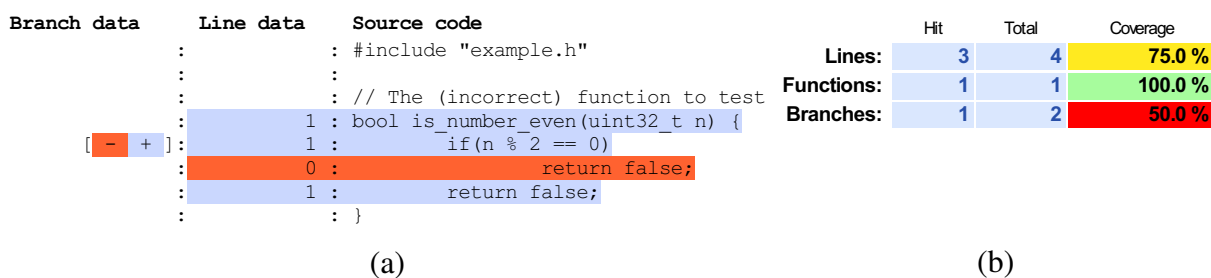 Branch data Line data Source code
: : #include "example.h"
: :
: : // The (incorrect) function to test
: 1 : bool is_number_even(uint32_t n) {
[ - + ]: 1 : if(n % 2 == 0)
: 0 : return false;
: 1 : return false;
: : }
(a)
Hit Total Coverage
Lines: 3 4 75.0 %
Functions: 1 1 100.0 %
Branches: 1 2 50.0 %
(b)